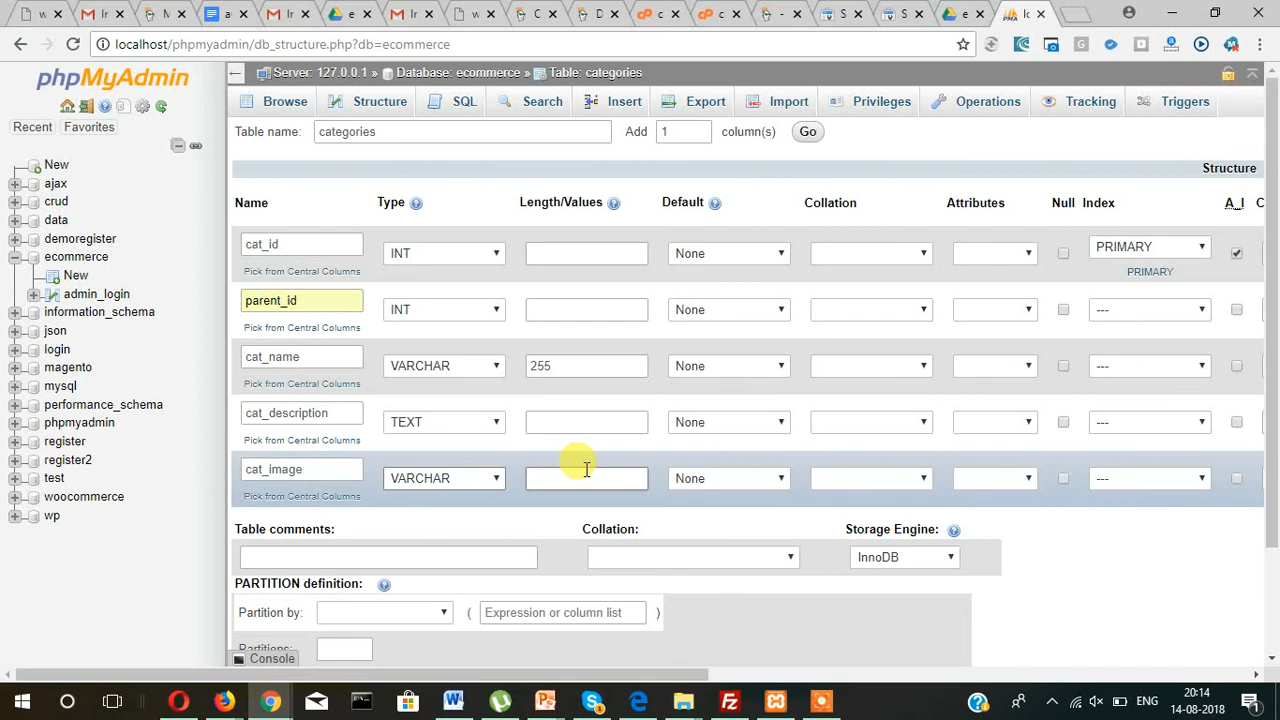 localhost/phpmyadmin/db_structure.php?db=ecommerce
phpMyAdmin
Recent
Favorites
New
ajax
crud
data
demoregister
ecommerce
New
admin_login
information_schema
json
login
magento
mysql
performance_schema
phpmyadmin
register
register2
test
woocommerce
wp
Server: 127.0.0.1 » Database: ecommerce » Table: categories
Browse Structure SQL Search Insert Export Import Privileges Operations Tracking Triggers
Table name: categories Add 1 column(s) Go
Structure
Name Type Length/Values Default Collation Attributes Null Index A_I
cat_id INT None PRIMARY
Pick from Central Columns PRIMARY
parent_id INT None ---
Pick from Central Columns
cat_name VARCHAR 255 None ---
Pick from Central Columns
cat_description TEXT None ---
Pick from Central Columns
cat_image VARCHAR None ---
Pick from Central Columns
Table comments: Collation: Storage Engine:
InnoDB
PARTITION definition:
Partition by: ( Expression or column list )
Partitions:
Console
ENG
20:14
14-08-2018